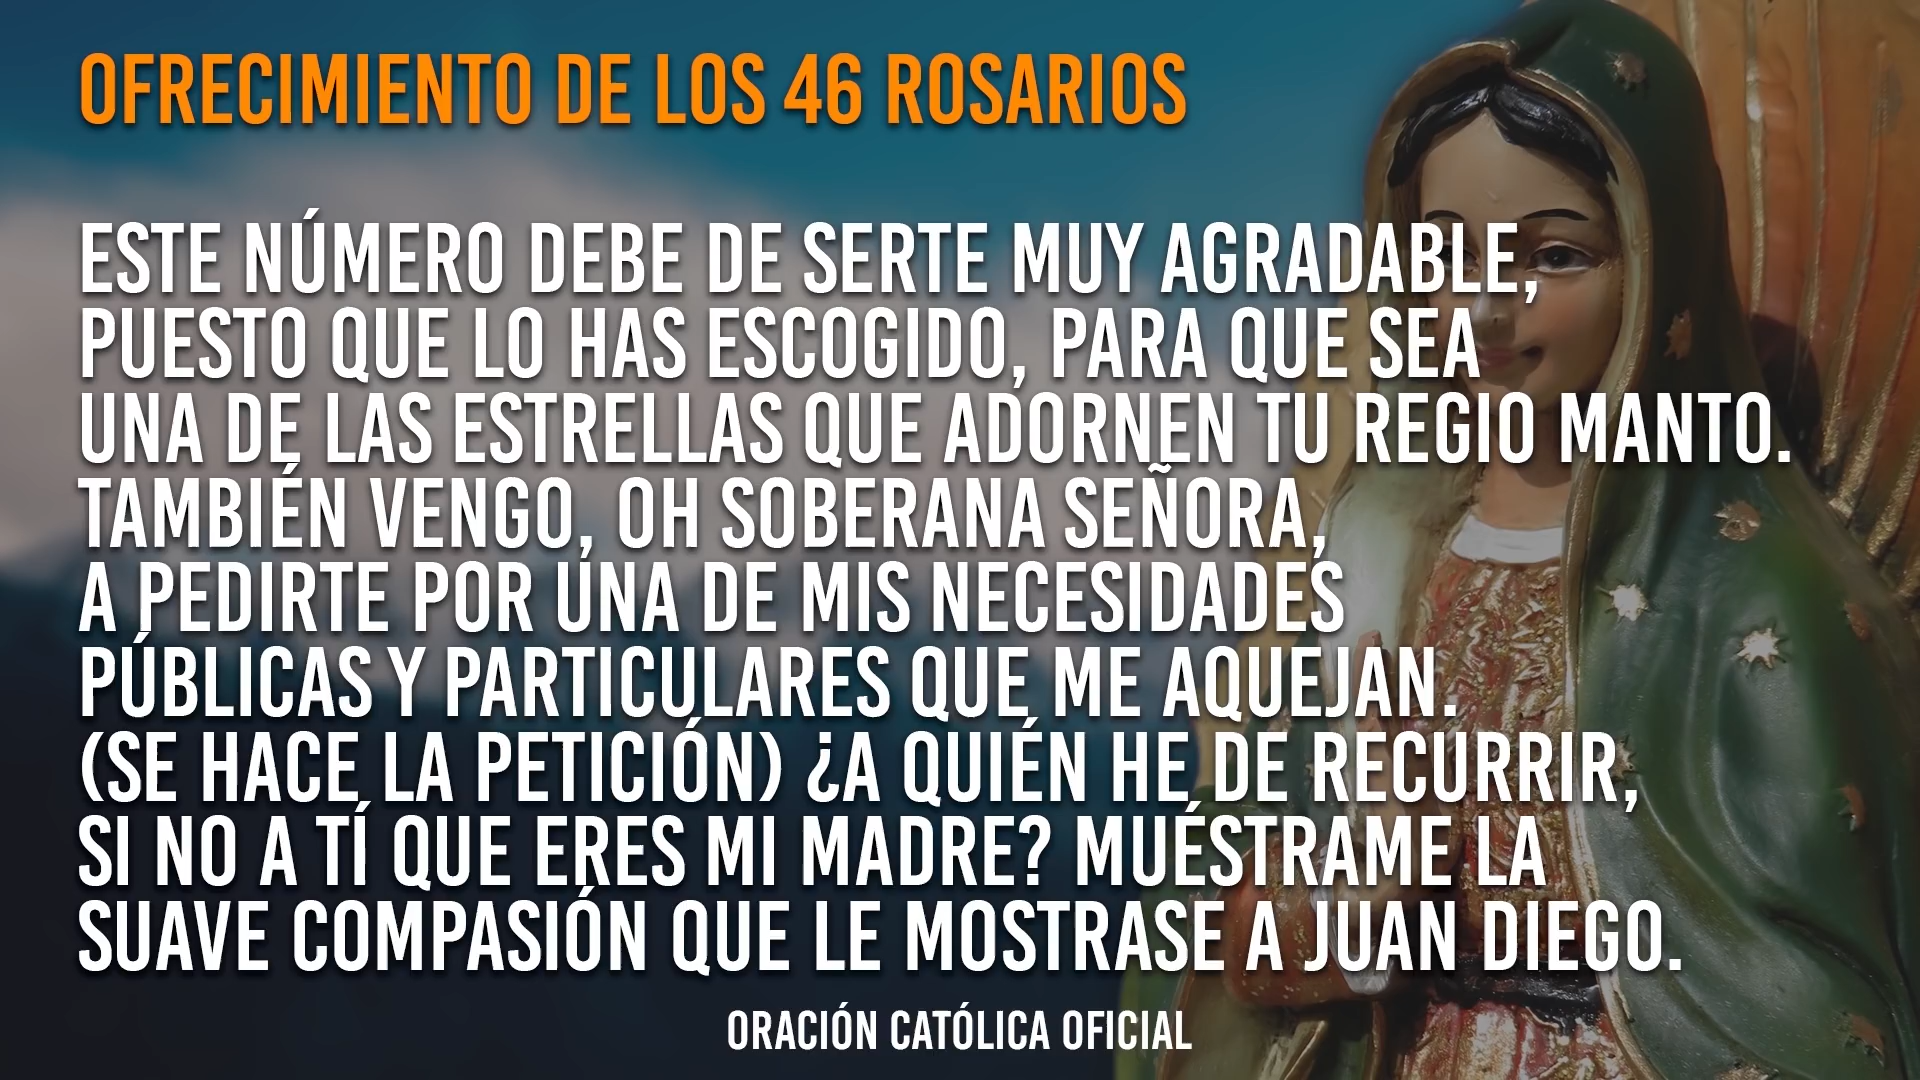 OFRECIMIENTO DE LOS 46 ROSARIOS
ESTE NÚMERO DEBE DE SERTE MUY AGRADABLE,
PUESTO QUE LO HAS ESCOGIDO, PARA QUE SEA
UNA DE LAS ESTRELLAS QUE ADORNEN TU REGIO MANTO.
TAMBIÉN VENGO, OH SOBERANA SEÑORA,
A PEDIRTE POR UNA DE MIS NECESIDADES
PÚBLICAS Y PARTICULARES QUE ME AQUEJAN.
(SE HACE LA PETICIÓN) ¿A QUIÉN HE DE RECURRIR,
SI NO A TÍ QUE ERES MI MADRE? MUÉSTRAME LA
SUAVE COMPASIÓN QUE LE MOSTRASE A JUAN DIEGO.
ORACIÓN CATÓLICA OFICIAL